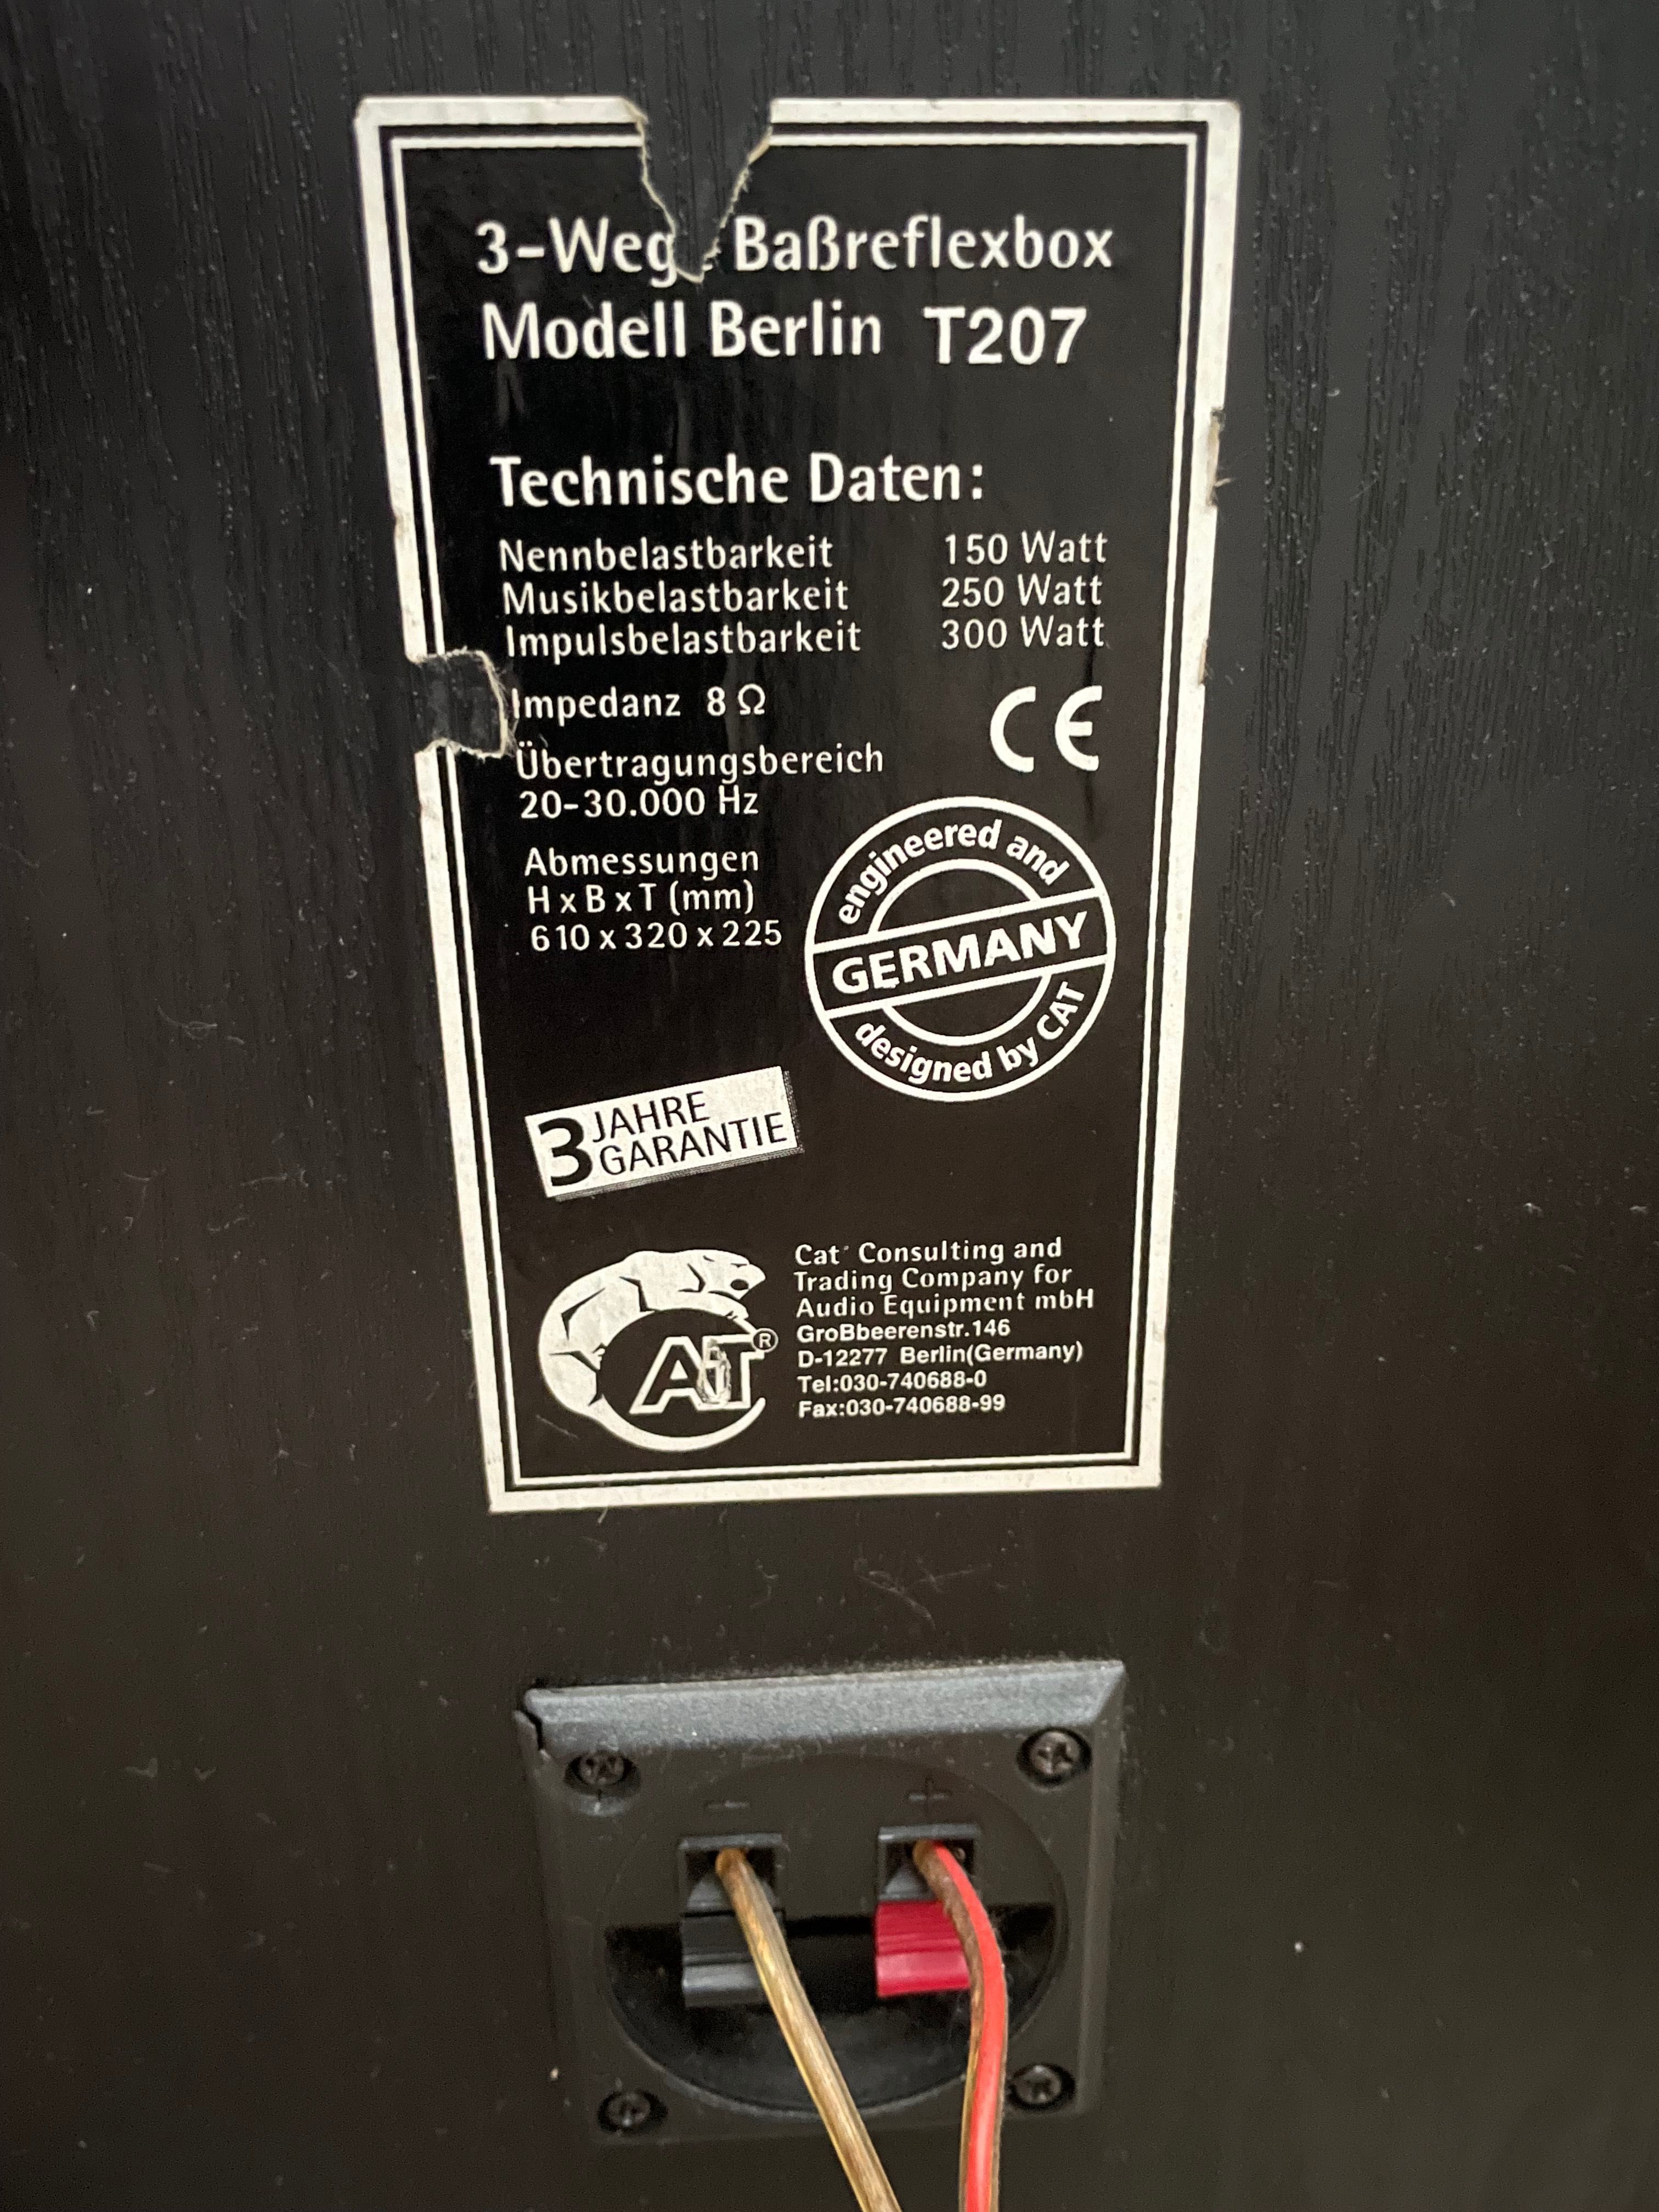 3-Weg Baßreflexbox
Modell Berlin T207
Technische Daten:
Nennbelastbarkeit 150 Watt
Musikbelastbarkeit 250 Watt
Impulsbelastbarkeit 300 Watt
Impedanz 8 Ω
CE
Übertragungsbereich
20-30.000 Hz
Abmessungen
H x B x T (mm)
610 x 320 x 225
engineered and
GERMANY
designed by CAT
3 JAHRE
GARANTIE
CAT®
Cat Consulting and
Trading Company for
Audio Equipment mbH
GroBbeerenstr.146
D-12277 Berlin(Germany)
Tel:030-740688-0
Fax:030-740688-99
- +